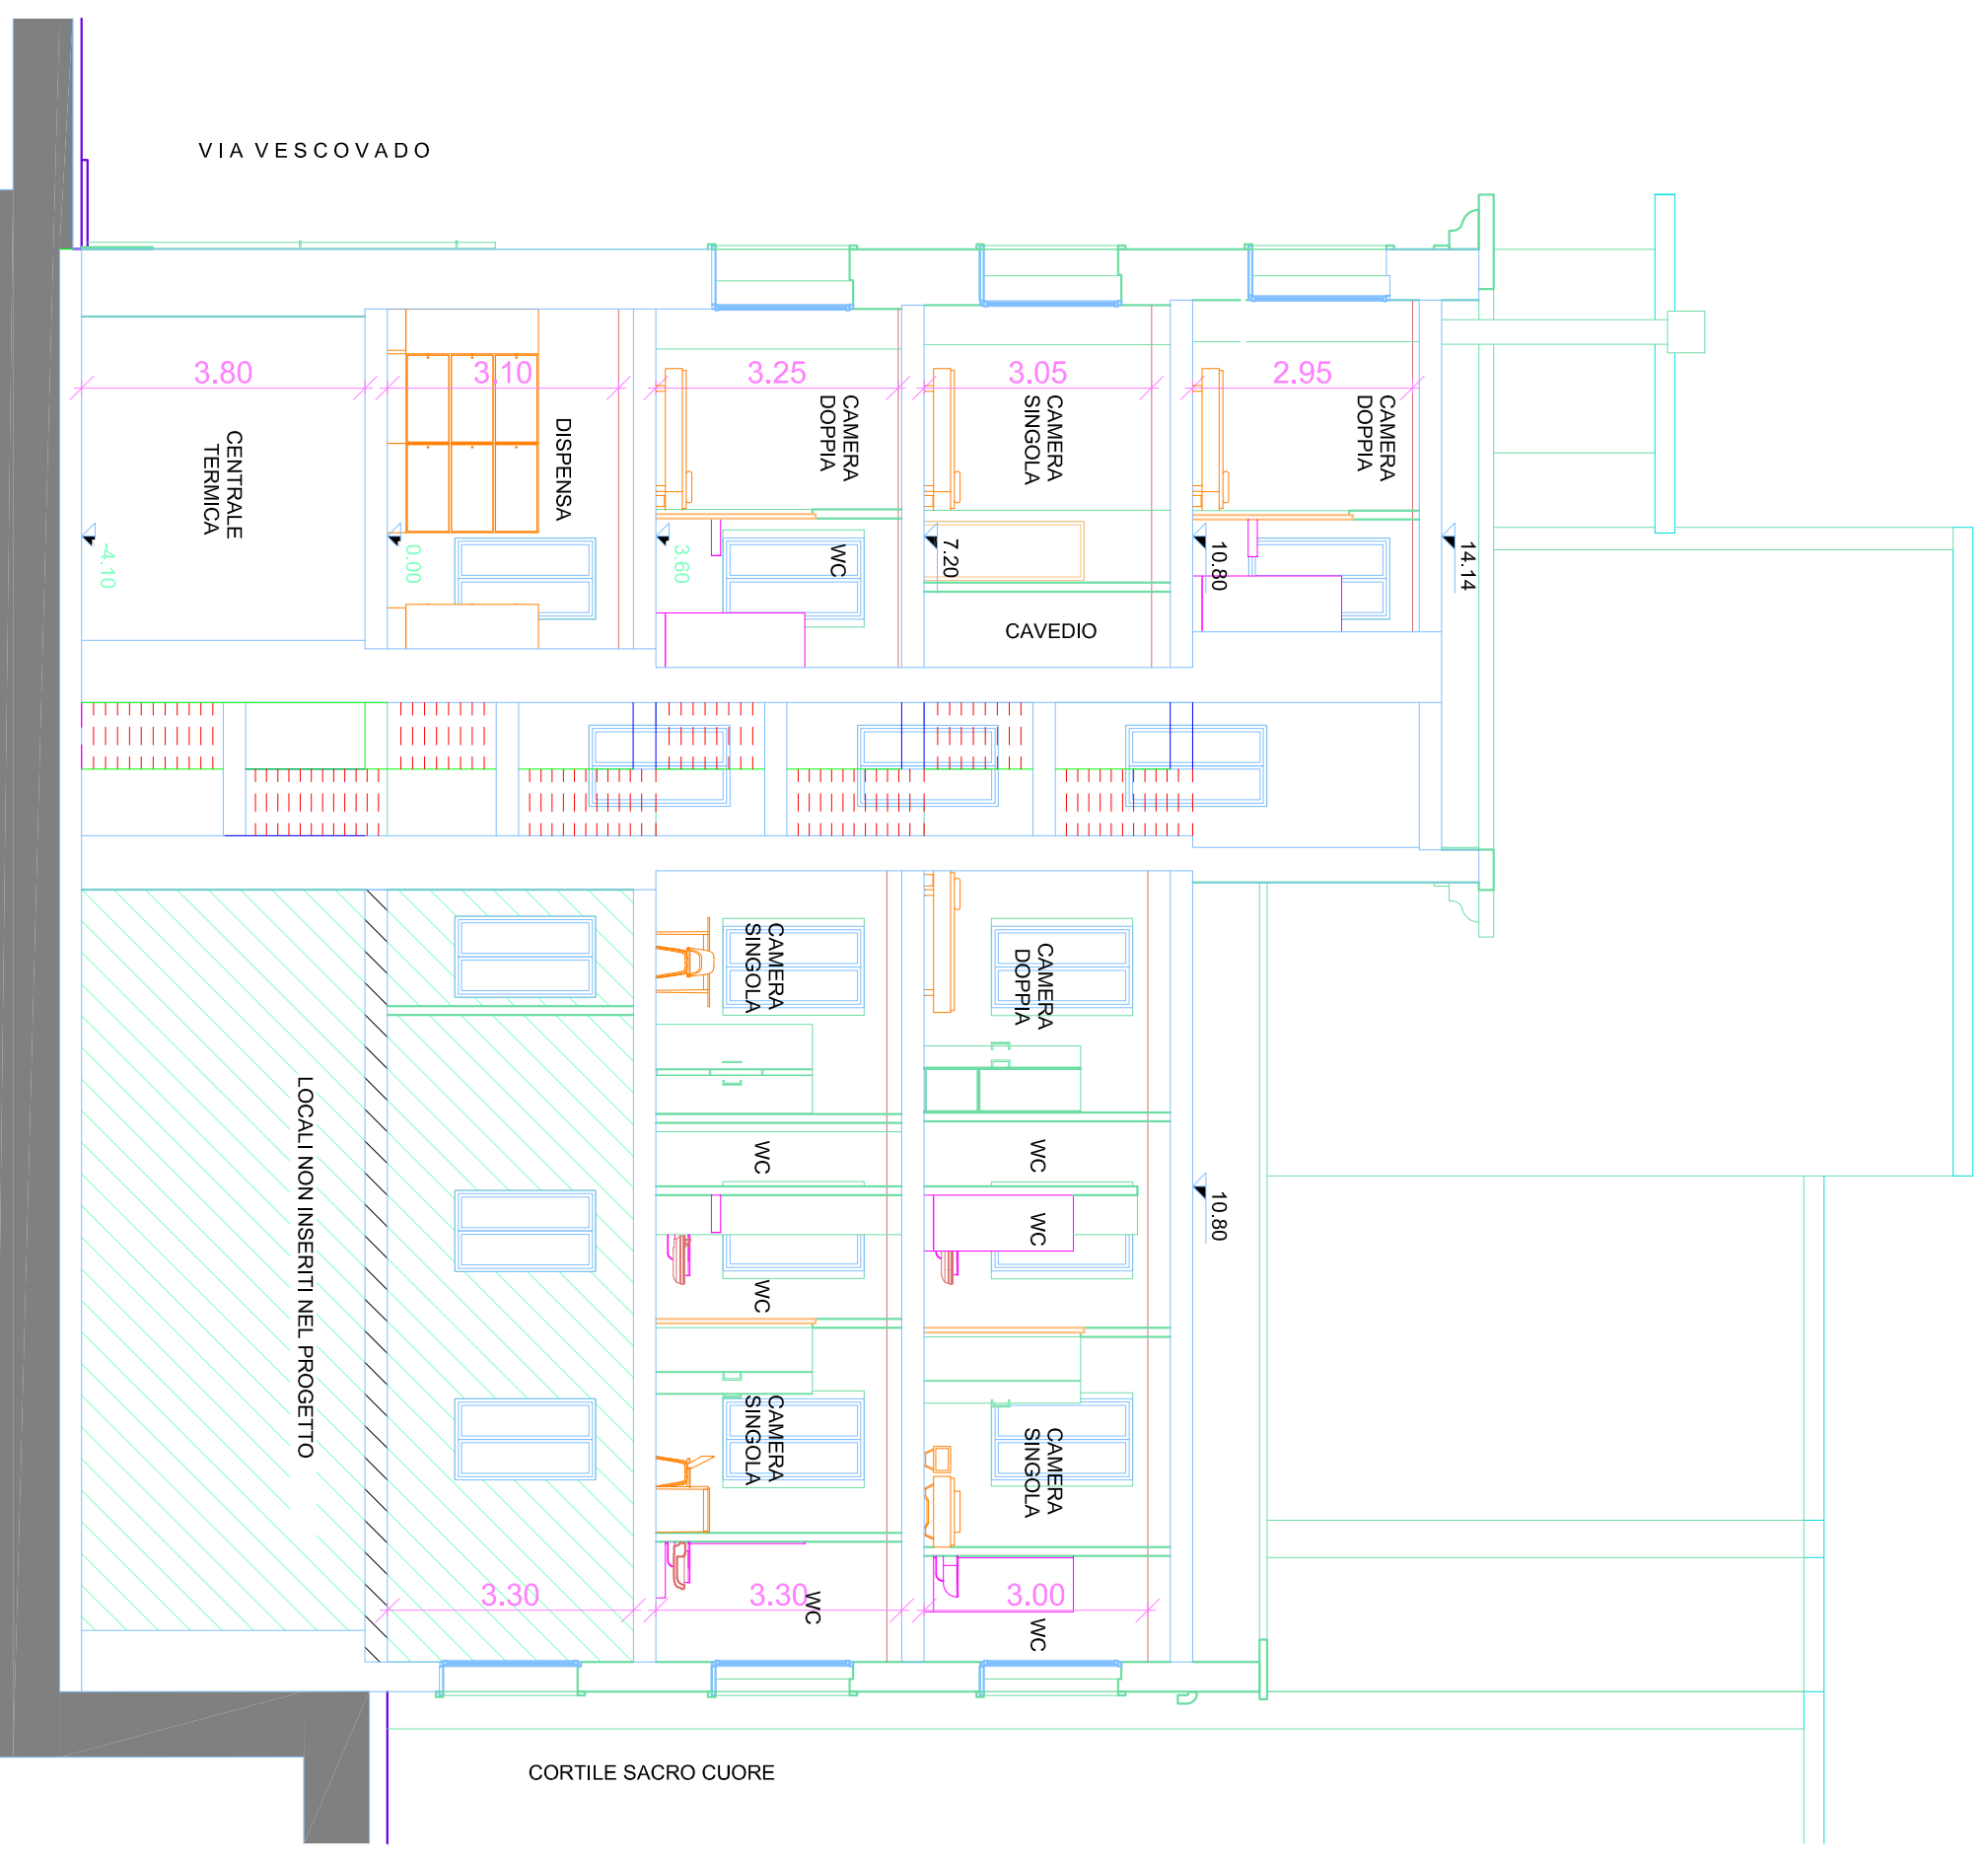 VIA VESCOVADO
3.80
3.10
3.25
3.05
2.95
CENTRALE
TERMICA
DISPENSA
CAMERA
DOPPIA
CAMERA
SINGOLA
CAMERA
DOPPIA
-4.10
0.00
3.60
WC
7.20
10.80
14.14
CAVEDIO
CAMERA
SINGOLA
CAMERA
DOPPIA
LOCALI NON INSERITI NEL PROGETTO
WC
WC
WC
WC
10.80
CAMERA
SINGOLA
CAMERA
SINGOLA
3.30
3.30
3.00
WC
WC
CORTILE SACRO CUORE